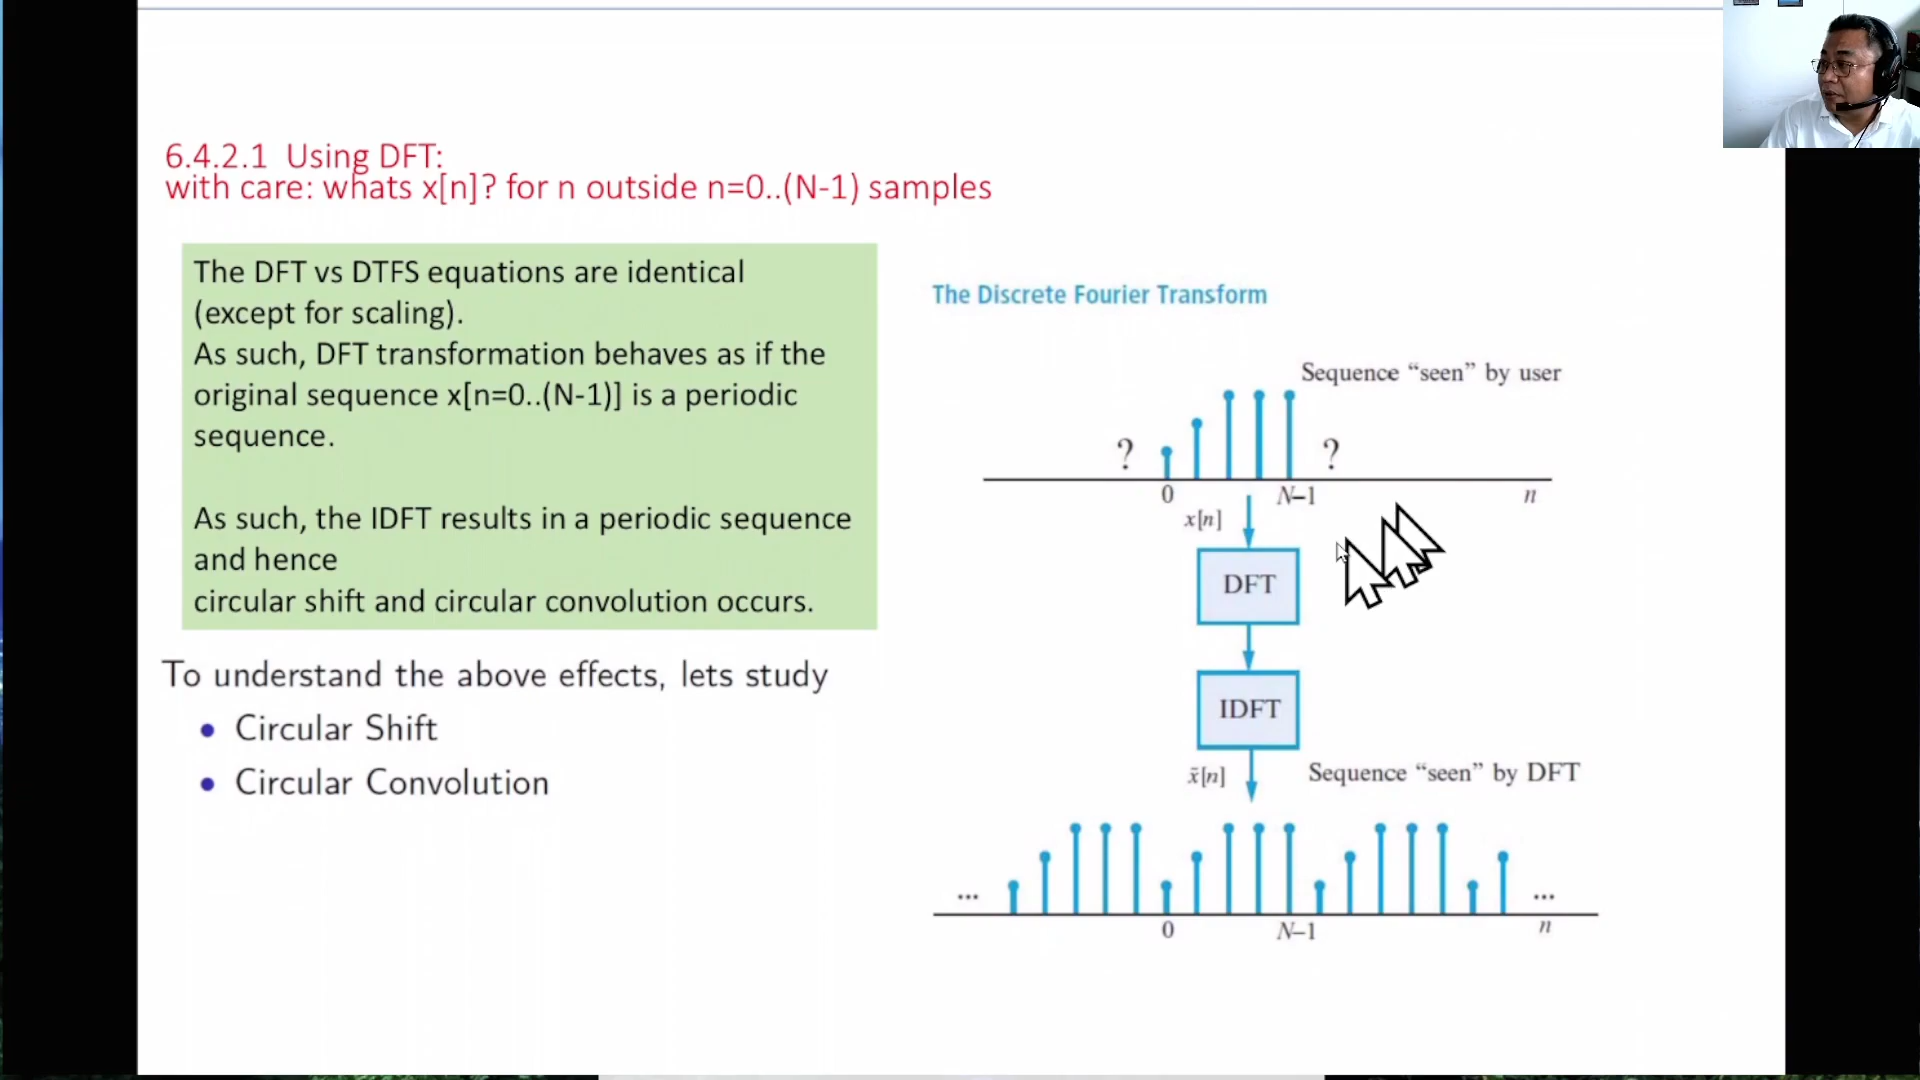 6.4.2.1 Using DFT:
with care: whats x[n]? for n outside n=0..(N-1) samples
The DFT vs DTFS equations are identical
(except for scaling).
As such, DFT transformation behaves as if the
original sequence x[n=0..(N-1)] is a periodic
sequence.
As such, the IDFT results in a periodic sequence
and hence
circular shift and circular convolution occurs.
To understand the above effects, lets study
• Circular Shift
• Circular Convolution
The Discrete Fourier Transform
Sequence “seen” by user
? ?
0 N–1 n
x[n]
DFT
IDFT
x̃[n] Sequence “seen” by DFT
... ...
0 N–1 n